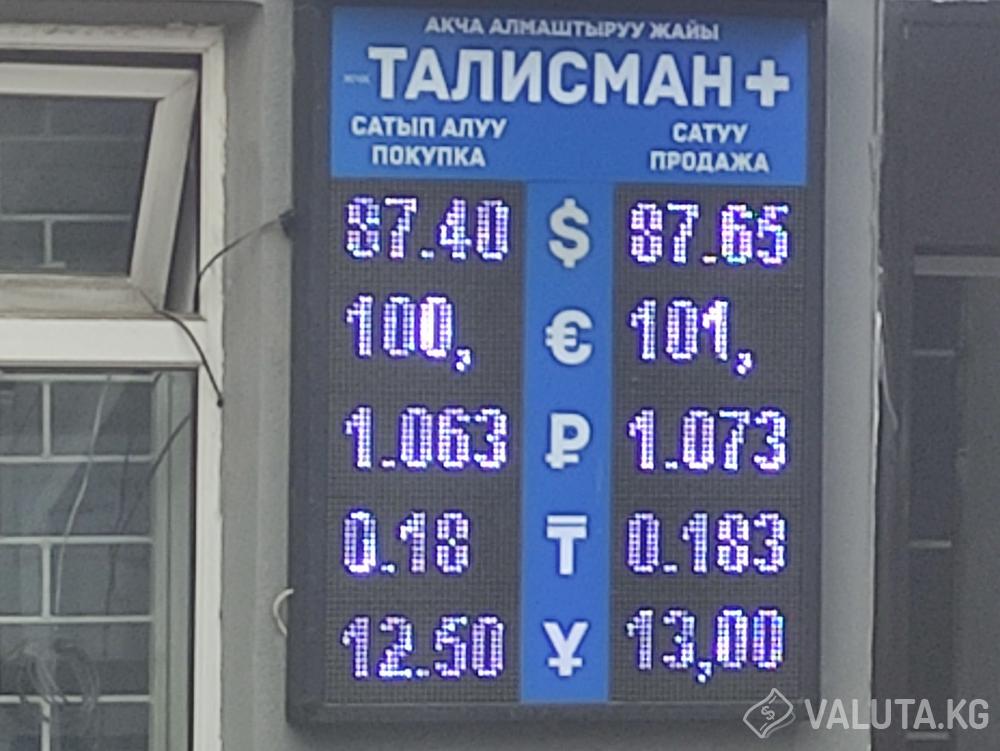 АКЧА АЛМАШТЫРУУ ЖАЙЫ
ТАЛИСМАН+
САТЫП АЛУУ САТУУ
ПОКУПКА ПРОДАЖА
87.40 $ 87.65
100, € 101,
1.063 ₽ 1.073
0.18 ₸ 0.183
12.50 ¥ 13,00
VALUTA.KG